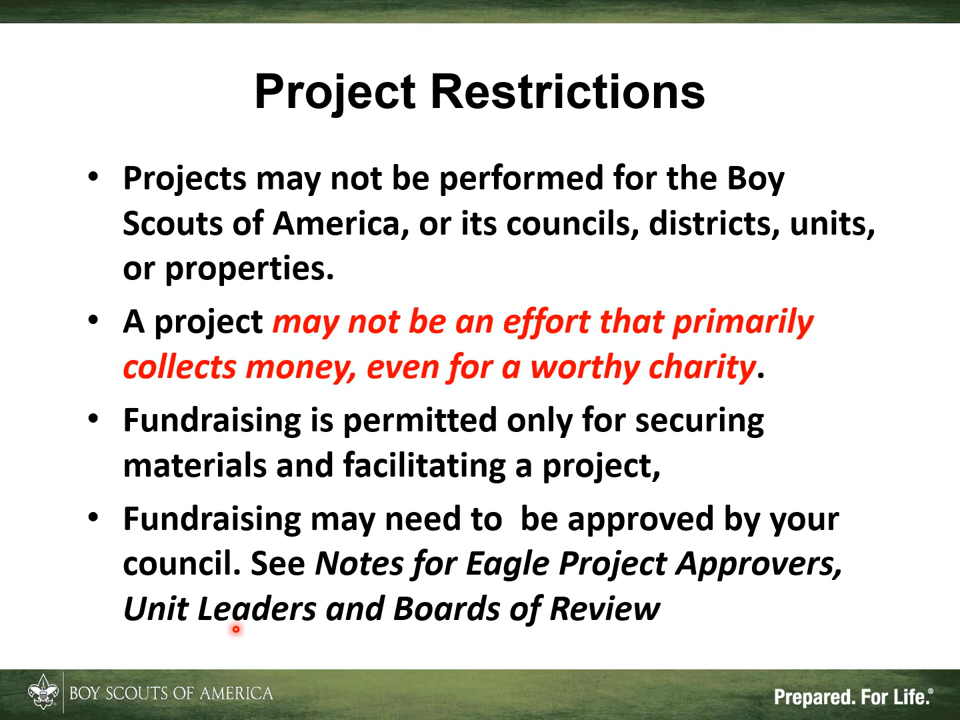 Project Restrictions
• Projects may not be performed for the Boy
Scouts of America, or its councils, districts, units,
or properties.
• A project may not be an effort that primarily
collects money, even for a worthy charity.
• Fundraising is permitted only for securing
materials and facilitating a project,
• Fundraising may need to  be approved by your
council. See Notes for Eagle Project Approvers,
Unit Leaders and Boards of Review
BOY SCOUTS OF AMERICA
Prepared. For Life.®